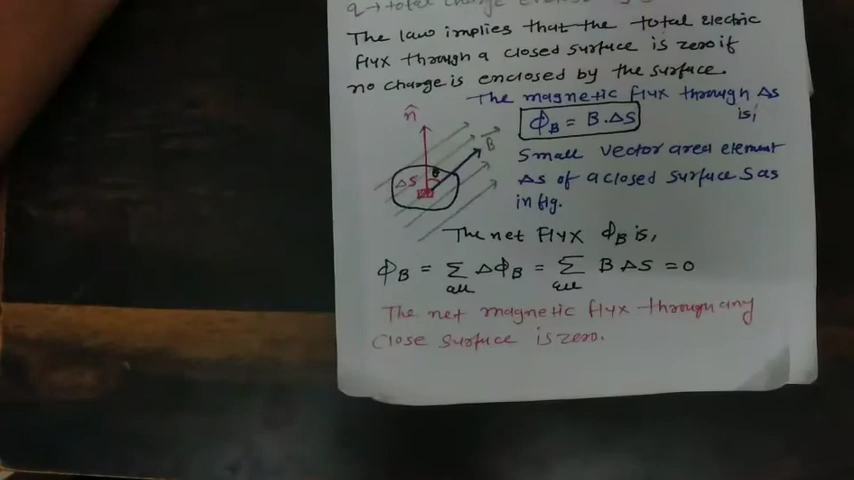 q → total charge
The law implies that the total electric
flux through a closed surface is zero if
no charge is enclosed by the surface.
The magnetic flux through Δs
is,
ϕB = B.ΔS
n̂
B
θ
ΔS
Small vector area element
Δs of a closed surface S as
in fig.
The net flux ϕB is,
ϕB = Σ ΔϕB = Σ B ΔS = 0
all all
The net magnetic flux through any
Close surface is zero.